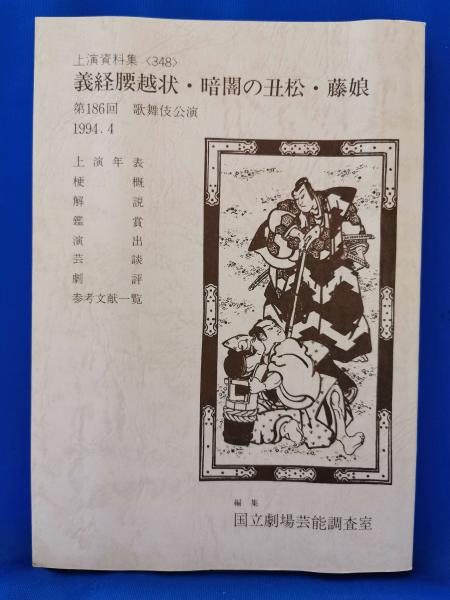 上演資料集〈348〉
義経腰越状・暗闇の丑松・藤娘
第186回 歌舞伎公演
1994.4
上演年表
梗概
解説
鑑賞
演出
芸談
劇評
参考文献一覧
編集
国立劇場芸能調査室